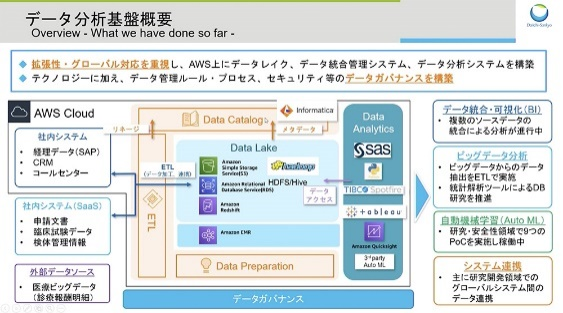 データ分析基盤概要
Overview - What we have done so far -
Daiichi-Sankyo
◆ 拡張性・グローバル対応を重視し、AWS上にデータレイク、データ統合管理システム、データ分析システムを構築
◆ テクノロジーに加え、データ管理ルール・プロセス、セキュリティ等のデータガバナンスを構築
AWS Cloud
社内システム
• 経理データ(SAP)
• CRM
• コールセンター
社内システム(SaaS)
• 申請文書
• 臨床試験データ
• 検体管理情報
外部データソース
• 医療ビッグデータ
(診療報酬明細)
リネージ
Data Catalog
Informatica
メタデータ
ETL
ETL
(データ加工、連携)
Data Lake
Amazon
Simple Storage
Service(S3)
Amazon Relational
Database Service(RDS)
Amazon
Redshift
Amazon EMR
HDFS/Hive
データ
アクセス
Data Preparation
Data
Analytics
sas
TIBCO Spotfire
+ a b l e a u
Amazon Quicksight
3rd party
Auto ML
データガバナンス
データ統合・可視化(BI)
• 複数のソースデータの
統合による分析が進行中
ビッグデータ分析
• ビッグデータからのデータ
抽出をETLで実施
• 統計解析ツールによるDB
研究を推進
自動機械学習(Auto ML)
• 研究・安全性領域で9つの
PoCを実施し稼働中
システム連携
• 主に研究開発領域での
グローバルシステム間の
データ連携